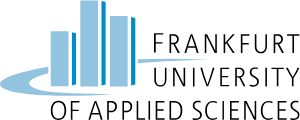 FRANKFURT
UNIVERSITY
OF APPLIED SCIENCES